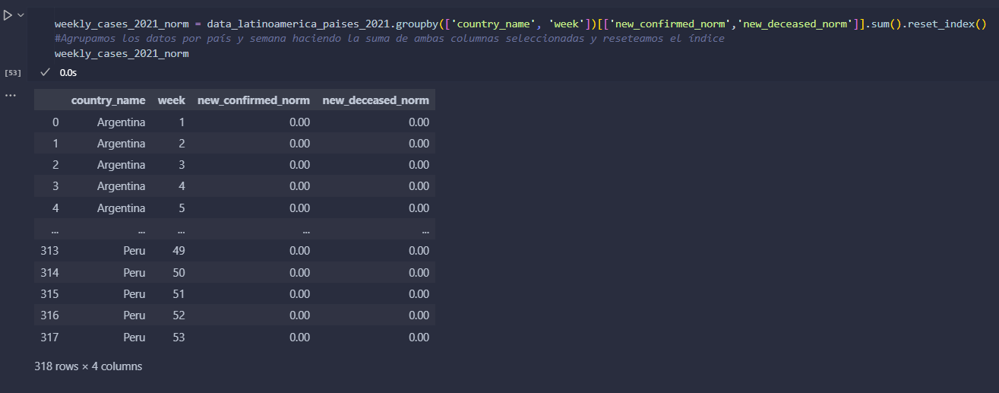 weekly_cases_2021_norm = data_latinoamerica_paises_2021.groupby(['country_name', 'week'])[['new_confirmed_norm','new_deceased_norm']].sum().reset_index()
#Agrupamos los datos por país y semana haciendo la suma de ambas columnas seleccionadas y reseteamos el índice
weekly_cases_2021_norm
[53] ✓ 0.0s
...
country_name week new_confirmed_norm new_deceased_norm
0 Argentina 1 0.00 0.00
1 Argentina 2 0.00 0.00
2 Argentina 3 0.00 0.00
3 Argentina 4 0.00 0.00
4 Argentina 5 0.00 0.00
... ... ... ... ...
313 Peru 49 0.00 0.00
314 Peru 50 0.00 0.00
315 Peru 51 0.00 0.00
316 Peru 52 0.00 0.00
317 Peru 53 0.00 0.00
318 rows × 4 columns